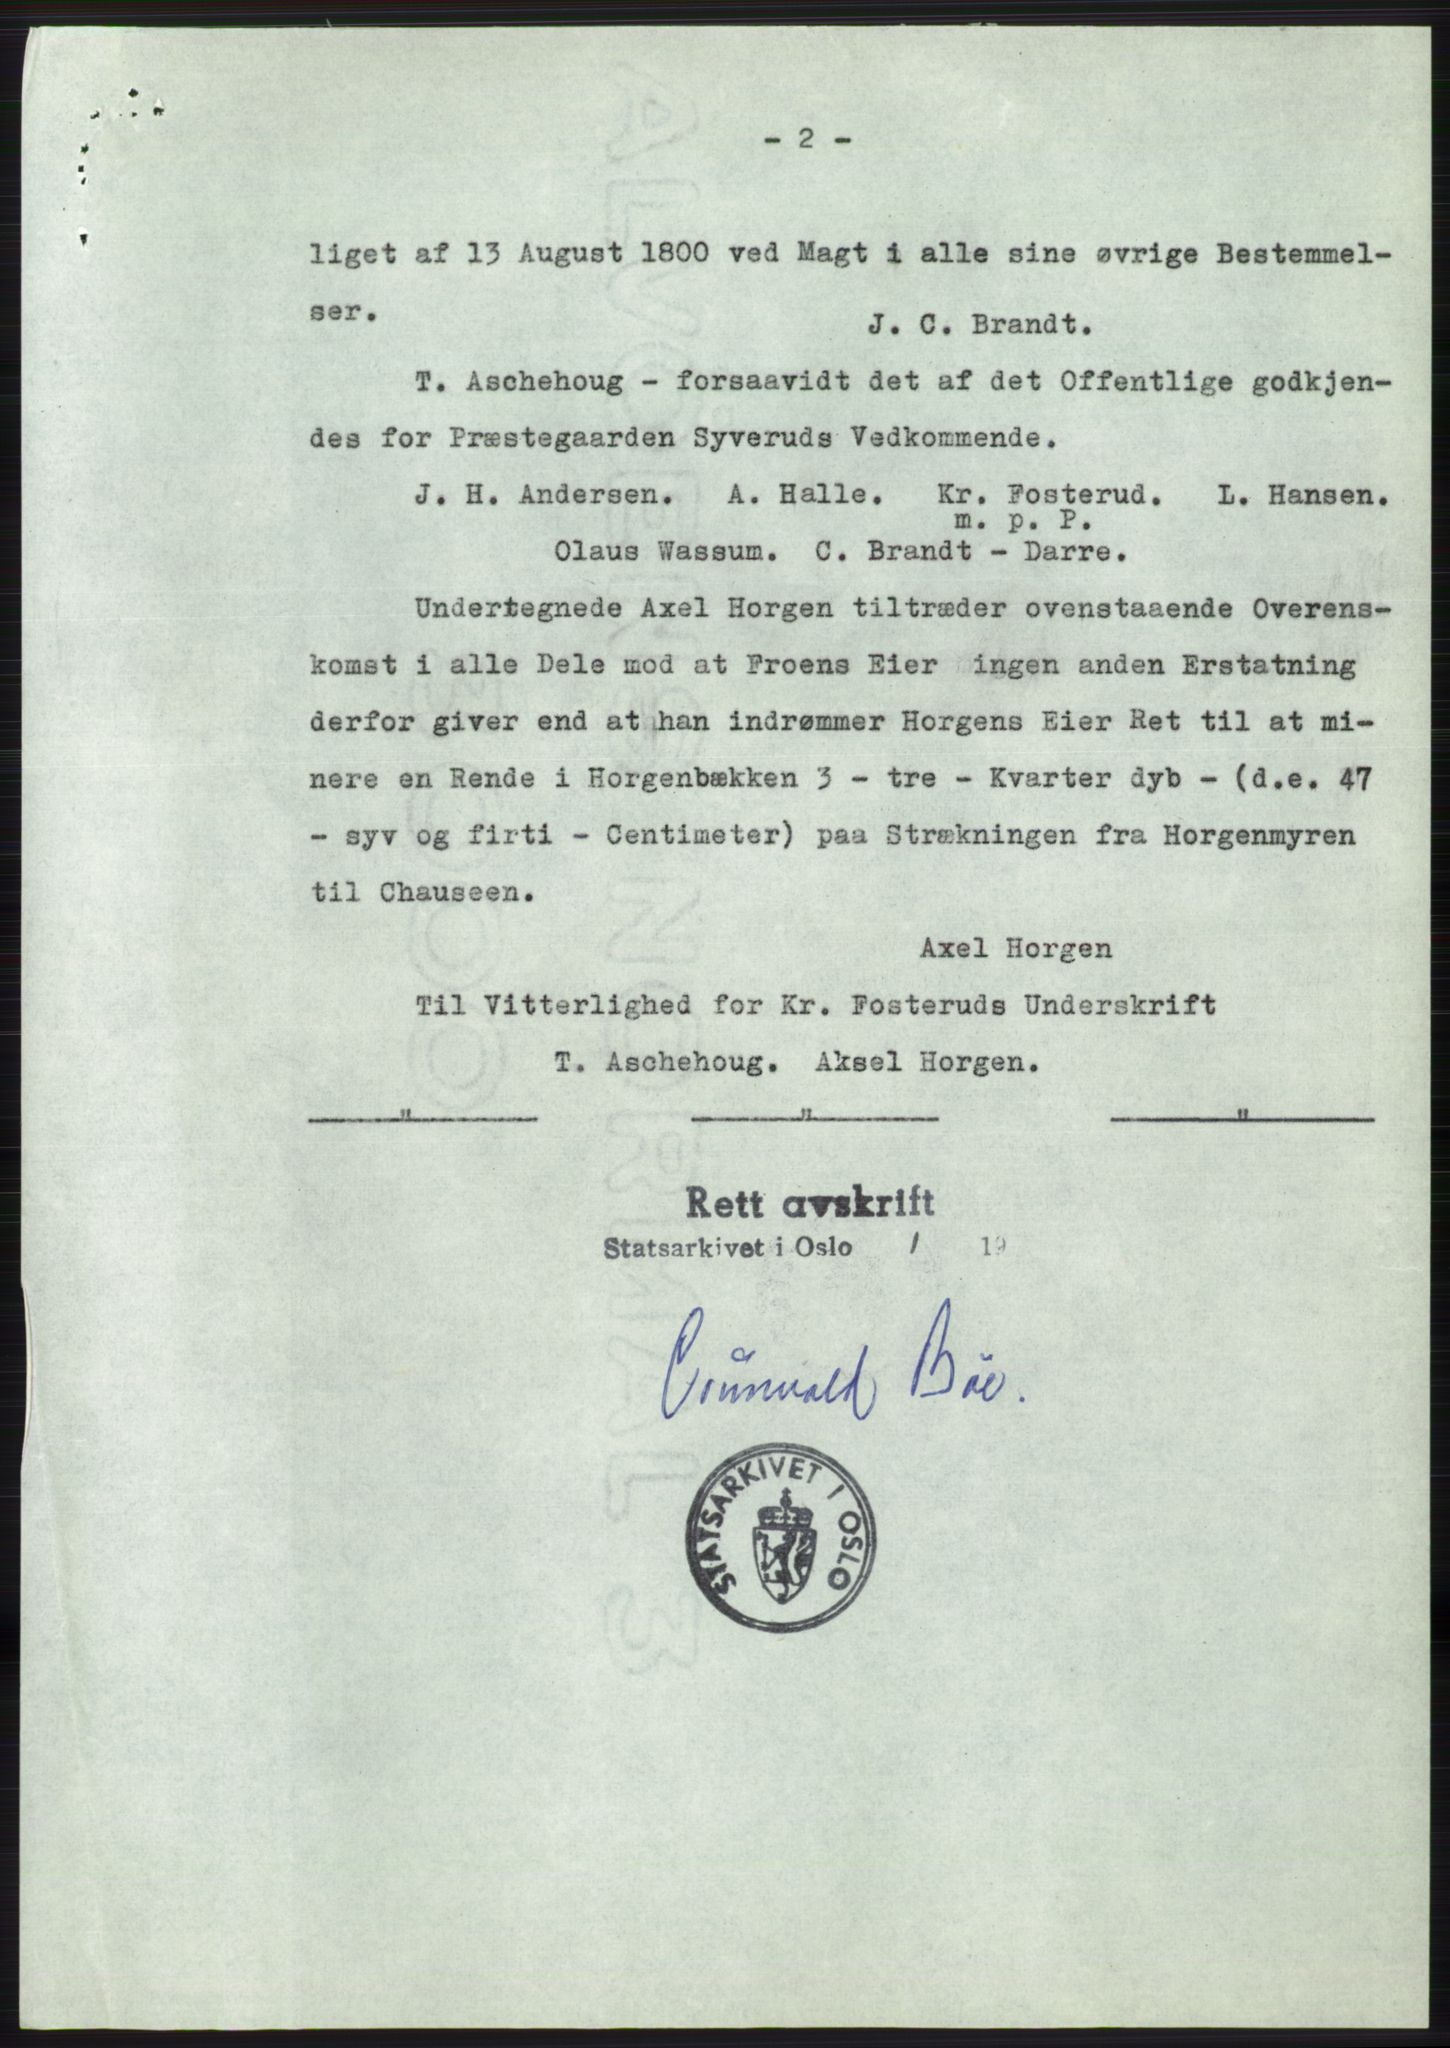 - 2 -
liget af 13 August 1800 ved Magt i alle sine øvrige Bestemmel-
ser.
J. C. Brandt.
T. Aschehoug - forsaavidt det af det Offentlige godkjen-
des for Præstegaarden Syveruds Vedkommende.
J. H. Andersen. A. Halle. Kr. Fosterud. L. Hansen.
m. p. P.
Olaus Wassum. C. Brandt - Darre.
Undertegnede Axel Horgen tiltræder ovenstaaende Overens-
komst i alle Dele mod at Froens Eier ingen anden Erstatning
derfor giver end at han indrømmer Horgens Eier Ret til at mi-
nere en Rende i Horgenbækken 3 - tre - Kvarter dyb - (d.e. 47
- syv og firti - Centimeter) paa Strækningen fra Horgenmyren
til Chauseen.
Axel Horgen
Til Vitterlighed for Kr. Fosteruds Underskrift
T. Aschehoug. Aksel Horgen.
" " "
Rett avskrift
Statsarkivet i Oslo / 19
Bøe.
STATSARKIVET I OSLO